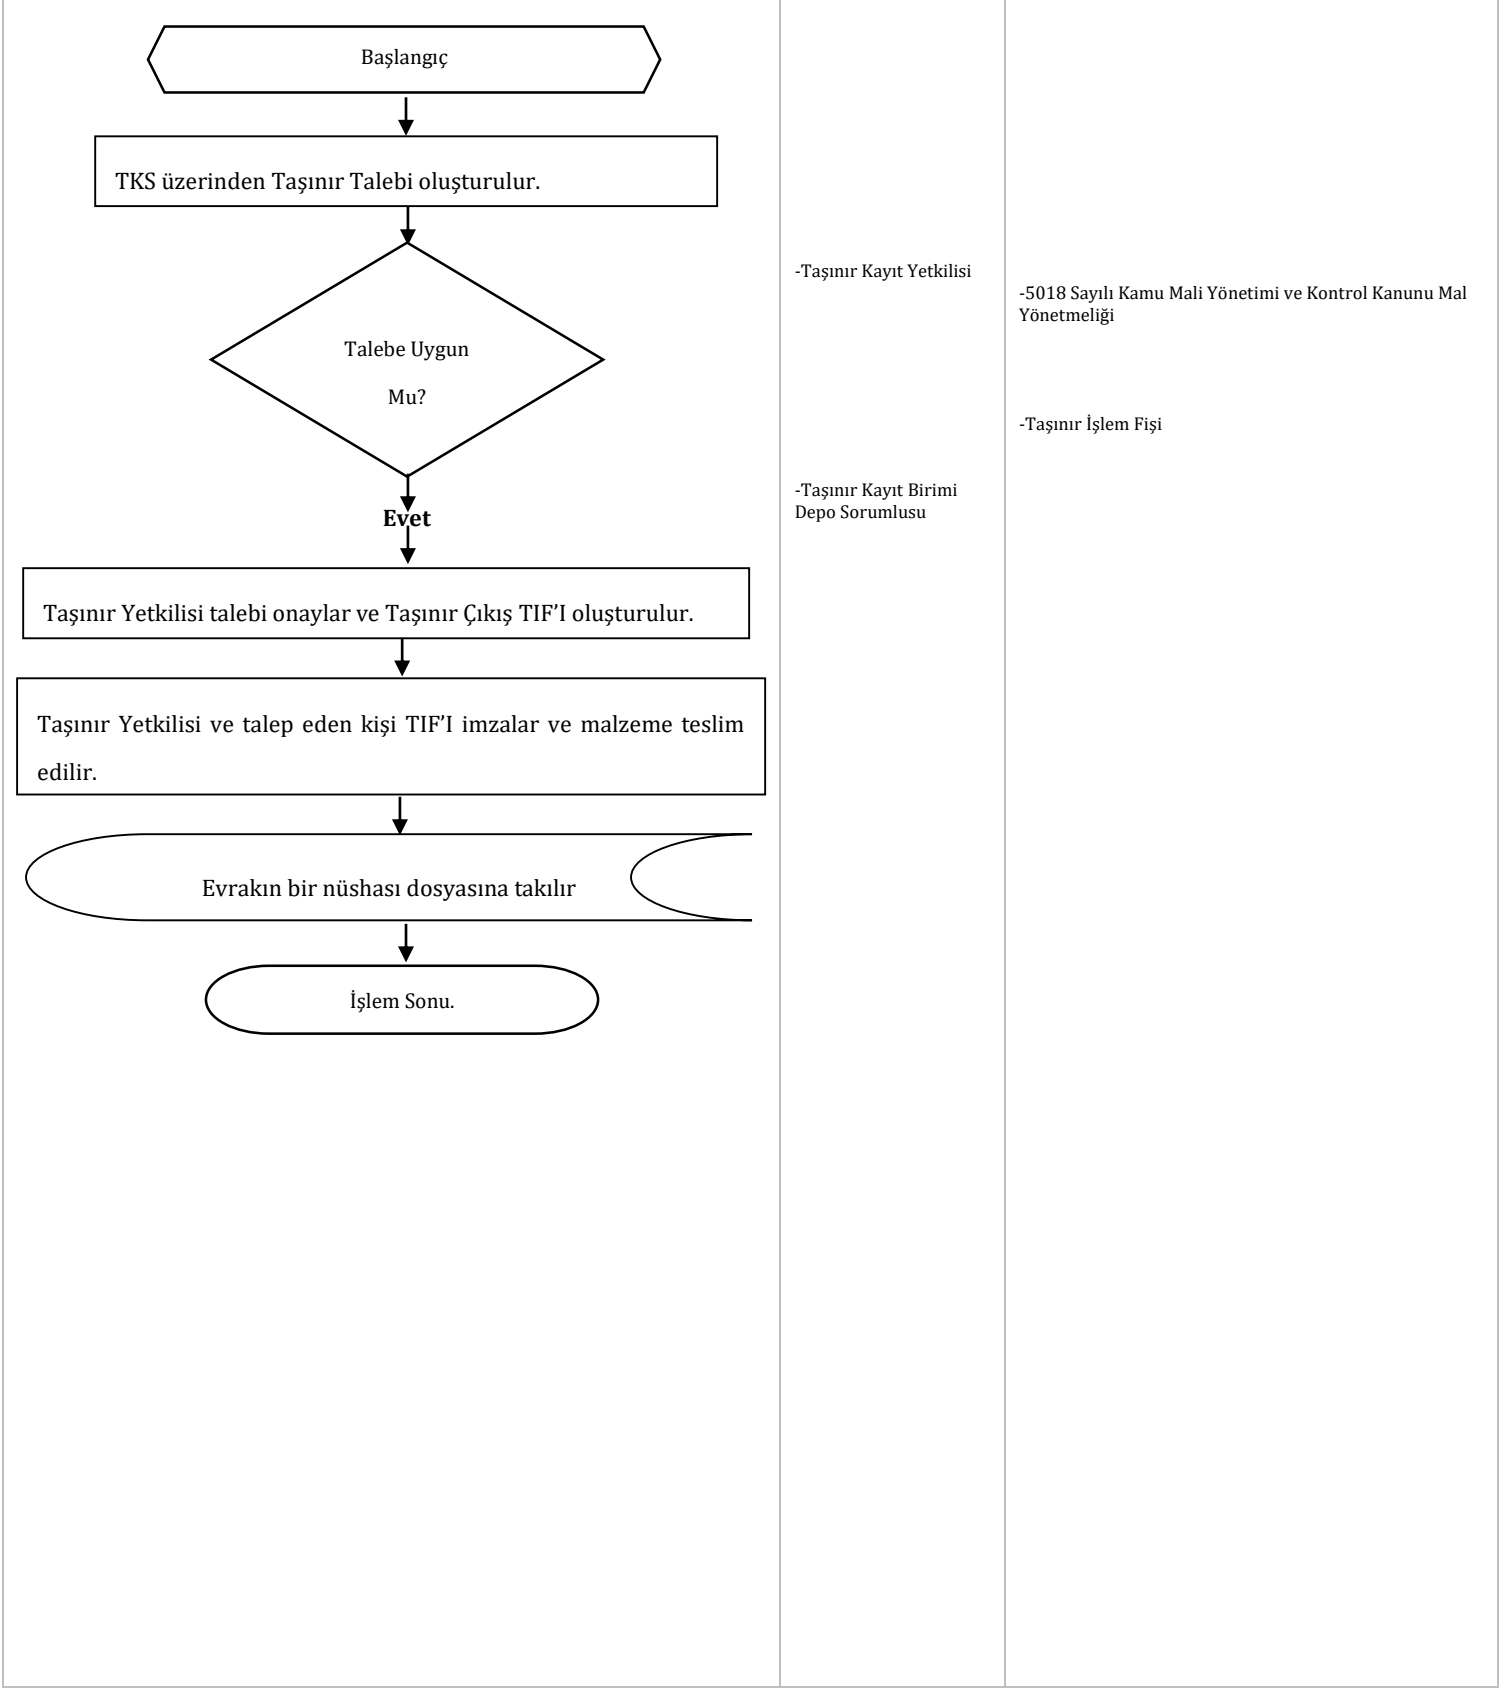 Başlangıç
TKS üzerinden Taşınır Talebi oluşturulur.
Talebe Uygun
Mu?
Evet
Taşınır Yetkilisi talebi onaylar ve Taşınır Çıkış TIF’I oluşturulur.
Taşınır Yetkilisi ve talep eden kişi TIF’I imzalar ve malzeme teslim
edilir.
Evrakın bir nüshası dosyasına takılır
İşlem Sonu.
-Taşınır Kayıt Yetkilisi
-Taşınır Kayıt Birimi
Depo Sorumlusu
-5018 Sayılı Kamu Mali Yönetimi ve Kontrol Kanunu Mal
Yönetmeliği
-Taşınır İşlem Fişi